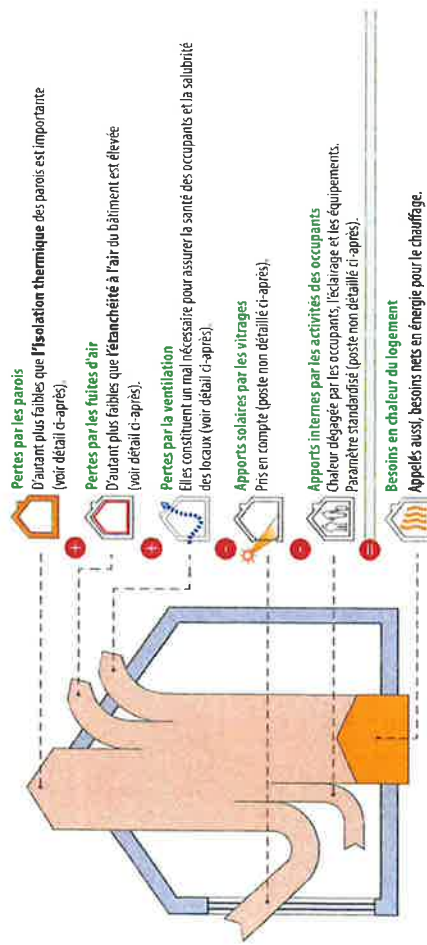 Pertes par les parois
D'autant plus faibles que l'isolation thermique des parois est importante
(voir détail ci-après).
Pertes par les fuites d'air
D'autant plus faibles que l'étanchéité à l'air du bâtiment est élevée
(voir détail ci-après).
Pertes par la ventilation
Elles constituent un mal nécessaire pour assurer la santé des occupants et la salubrité
des locaux (voir détail ci-après).
Apports solaires par les vitrages
Pris en compte (poste non détaillé ci-après).
Apports internes par les activités des occupants
Chaleur dégagée par les occupants, l'éclairage et les équipements.
Paramètre standardisé (poste non détaillé ci-après).
Besoins en chaleur du logement
Appelés aussi, besoins nets en énergie pour le chauffage.